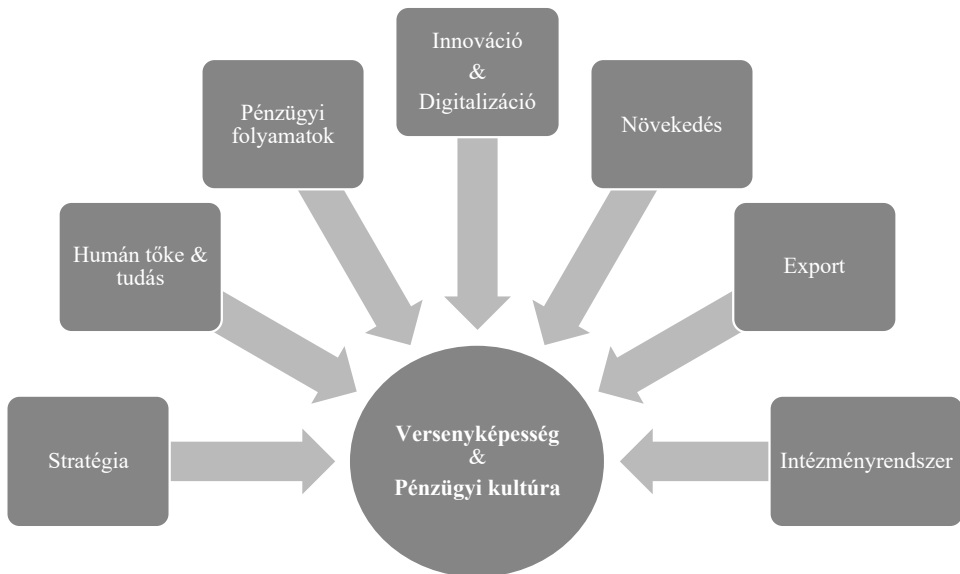 Innováció
&
Digitalizáció
Pénzügyi
folyamatok
Növekedés
Humán tőke &
tudás
Export
Stratégia
Versenyképesség
&
Pénzügyi kultúra
Intézményrendszer